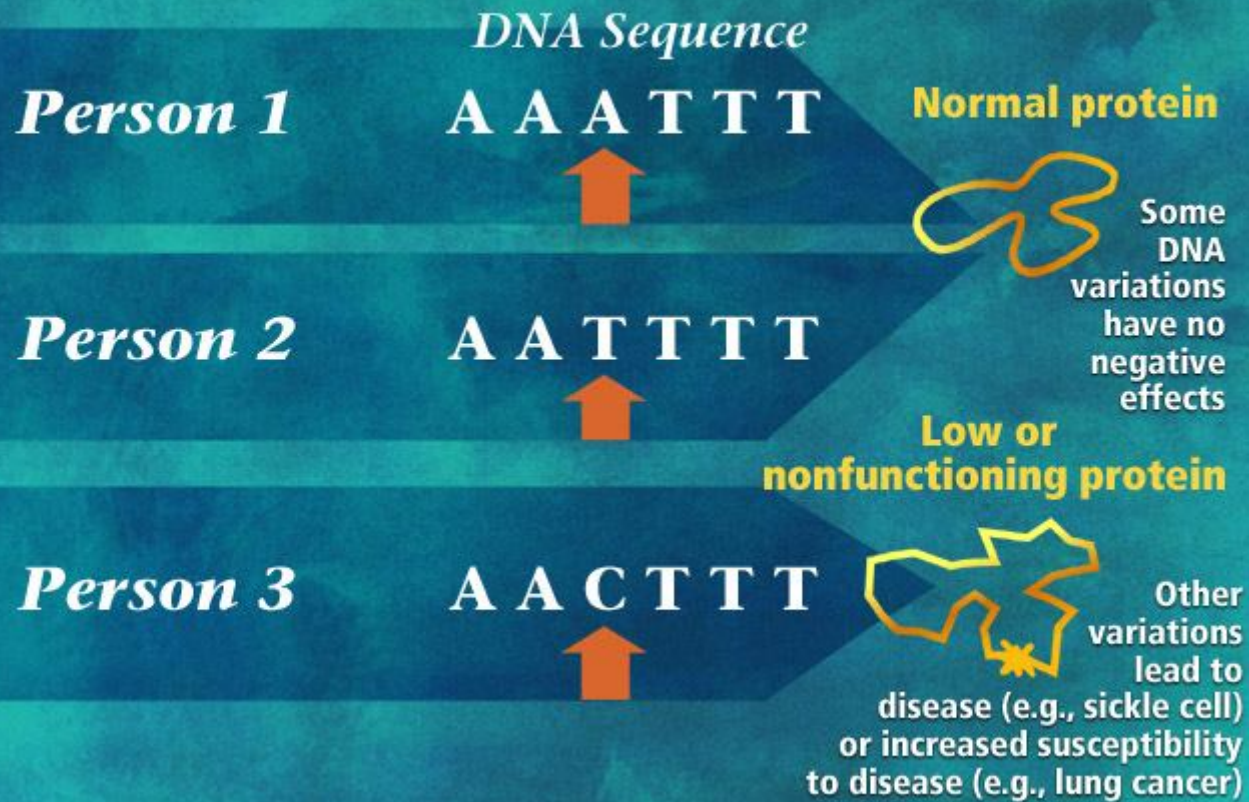 DNA Sequence
Person 1
A A A T T T
Normal protein
Some
DNA
variations
have no
negative
effects
Person 2
A A T T T T
Low or
nonfunctioning protein
Person 3
A A C T T T
Other
variations
lead to
disease (e.g., sickle cell)
or increased susceptibility
to disease (e.g., lung cancer)